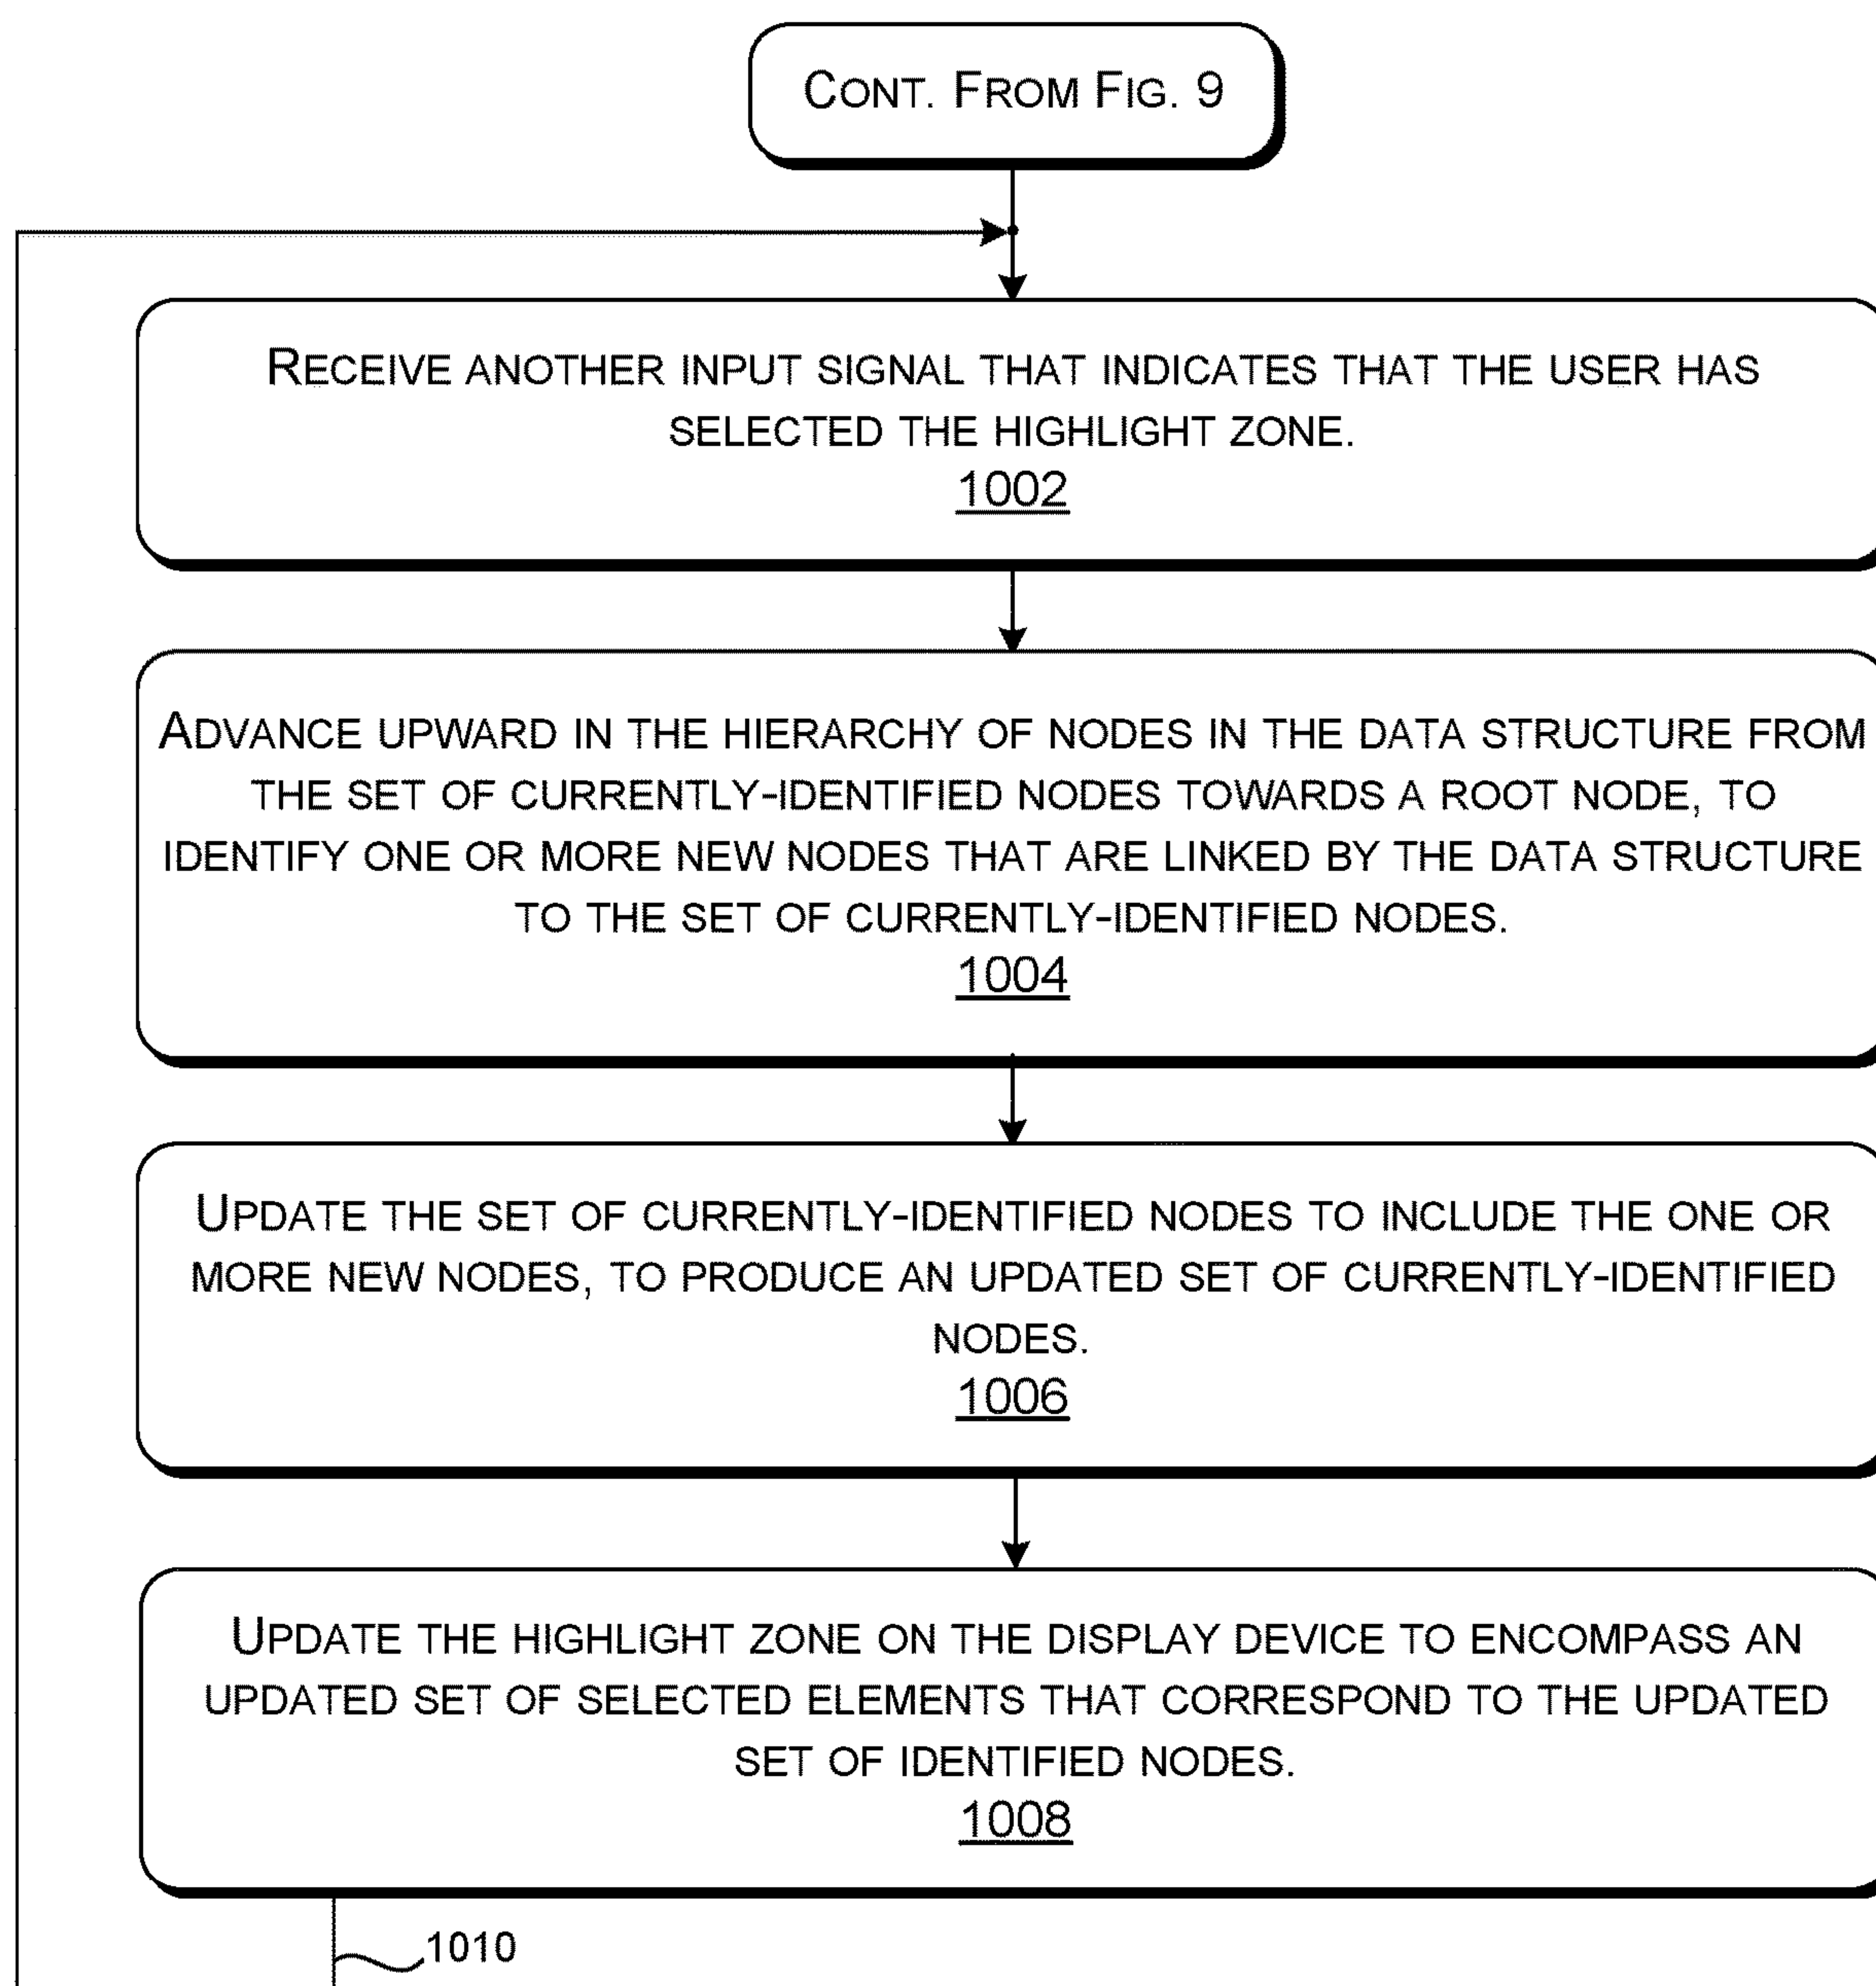 CONT. FROM FIG. 9
RECEIVE ANOTHER INPUT SIGNAL THAT INDICATES THAT THE USER HAS
SELECTED THE HIGHLIGHT ZONE.
1002
ADVANCE UPWARD IN THE HIERARCHY OF NODES IN THE DATA STRUCTURE FROM
THE SET OF CURRENTLY-IDENTIFIED NODES TOWARDS A ROOT NODE, TO
IDENTIFY ONE OR MORE NEW NODES THAT ARE LINKED BY THE DATA STRUCTURE
TO THE SET OF CURRENTLY-IDENTIFIED NODES.
1004
UPDATE THE SET OF CURRENTLY-IDENTIFIED NODES TO INCLUDE THE ONE OR
MORE NEW NODES, TO PRODUCE AN UPDATED SET OF CURRENTLY-IDENTIFIED
NODES.
1006
UPDATE THE HIGHLIGHT ZONE ON THE DISPLAY DEVICE TO ENCOMPASS AN
UPDATED SET OF SELECTED ELEMENTS THAT CORRESPOND TO THE UPDATED
SET OF IDENTIFIED NODES.
1008
1010